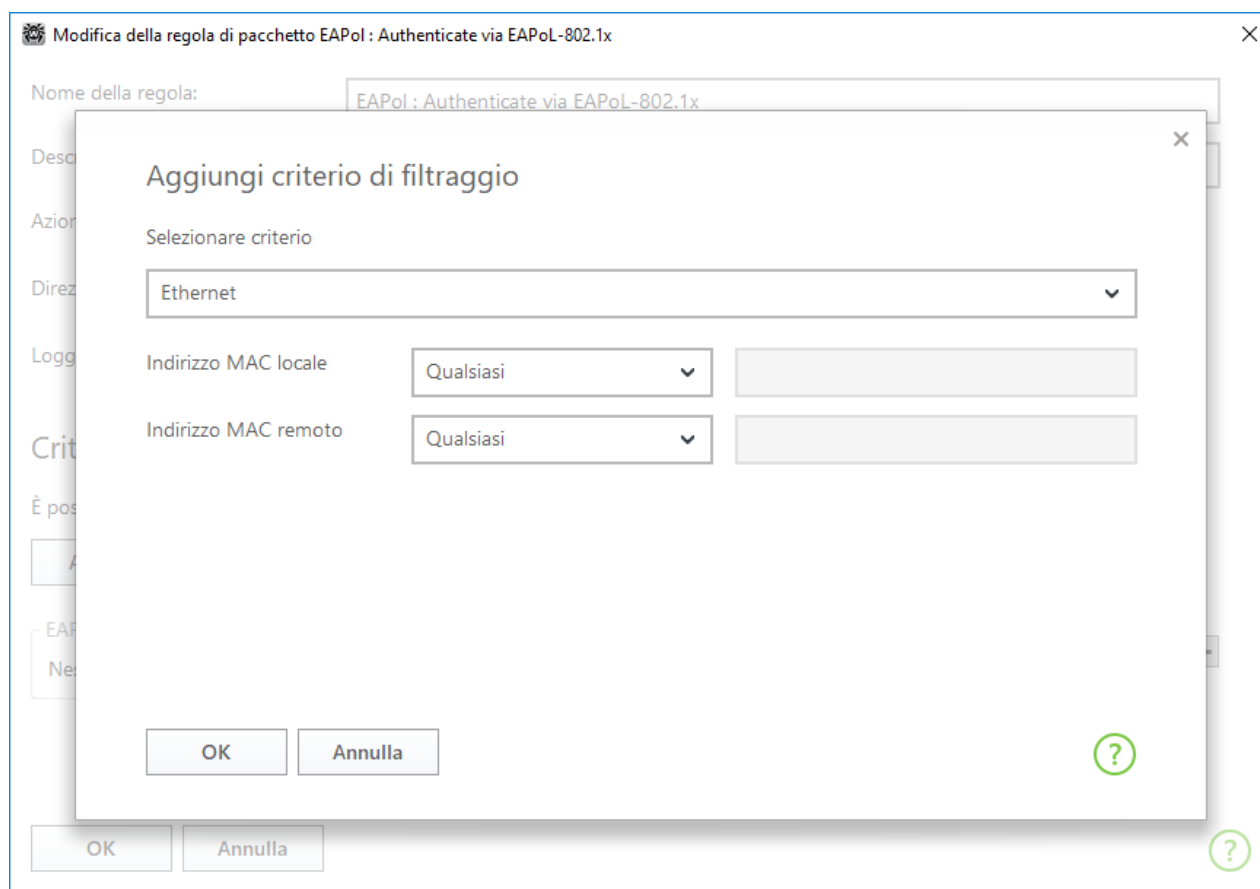 Modifica della regola di pacchetto EAPol : Authenticate via EAPoL-802.1x
Nome della regola:
EAPol : Authenticate via EAPoL-802.1x
Aggiungi criterio di filtraggio
Selezionare criterio
Ethernet
Indirizzo MAC locale
Qualsiasi
Indirizzo MAC remoto
Qualsiasi
È pos
OK
Annulla
?
OK
Annulla
?